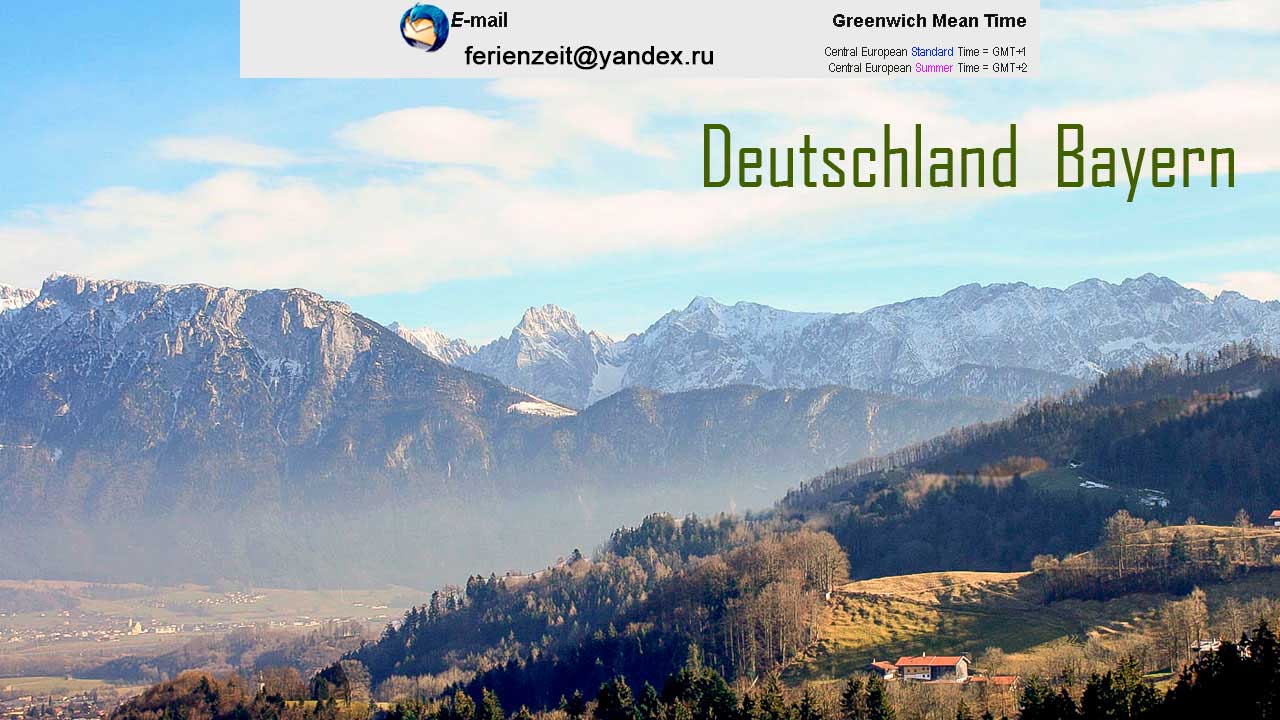 E-mail
ferienzeit@yandex.ru
Greenwich Mean Time
Central European Standard Time = GMT+1
Central European Summer Time = GMT+2
Deutschland Bayern